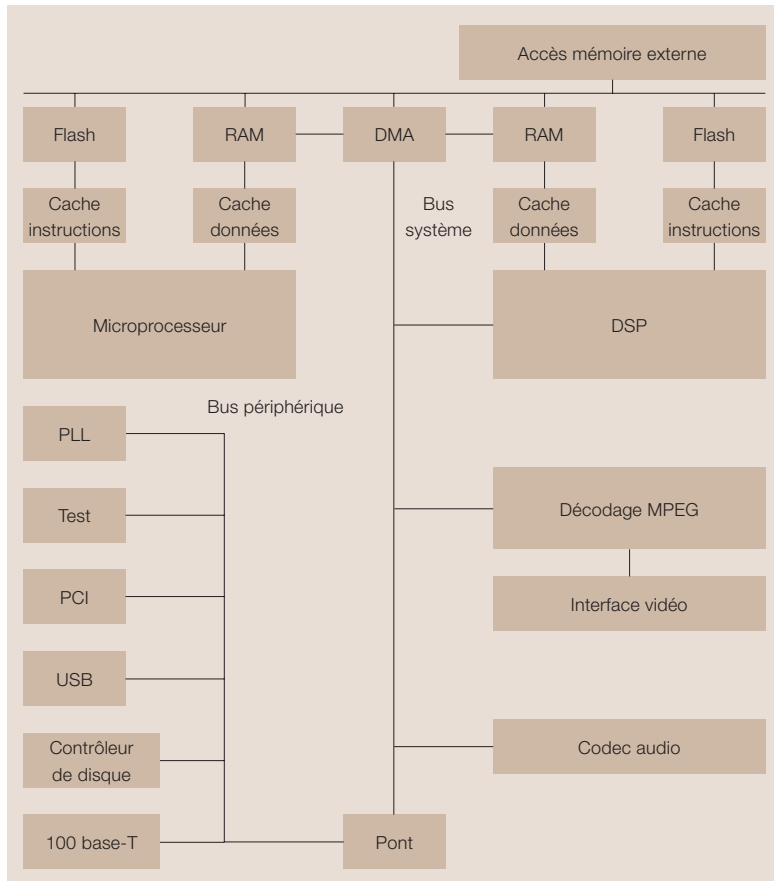 Accès mémoire externe
Flash
RAM
DMA
RAM
Flash
Cache
instructions
Cache
données
Bus
système
Cache
données
Cache
instructions
Microprocesseur
DSP
Bus périphérique
PLL
Test
Décodage MPEG
PCI
Interface vidéo
USB
Contrôleur
de disque
Codec audio
100 base-T
Pont